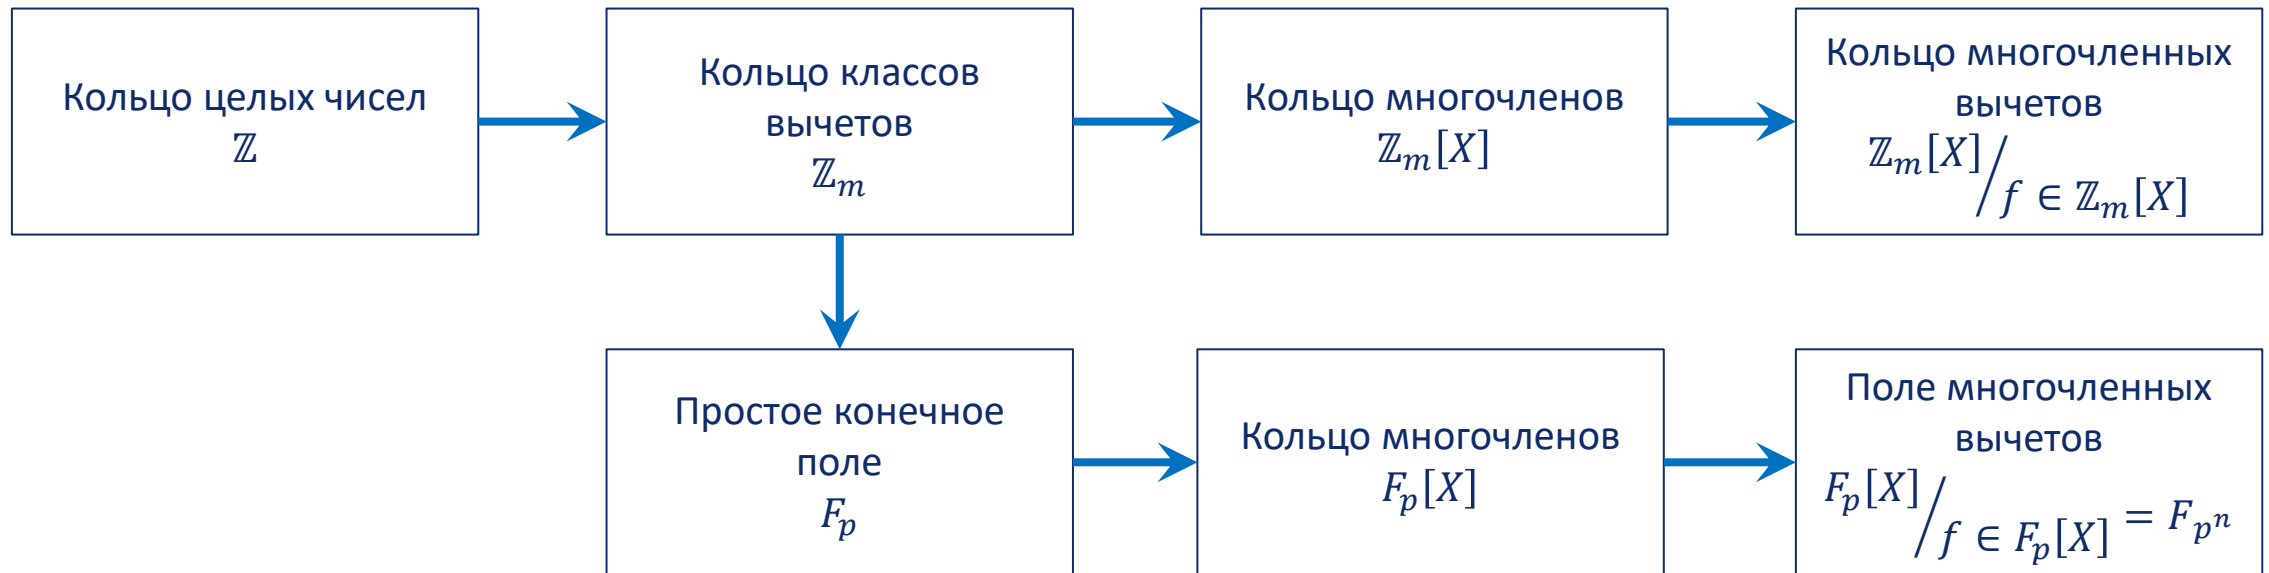 Кольцо целых чисел
ℤ
Кольцо классов
вычетов
ℤ_m
Кольцо многочленов
ℤ_m[X]
Кольцо многочленных
вычетов
ℤ_m[X]/f ∈ ℤ_m[X]
Простое конечное
поле
F_p
Кольцо многочленов
F_p[X]
Поле многочленных
вычетов
F_p[X]/f ∈ F_p[X] = F_{p^n}